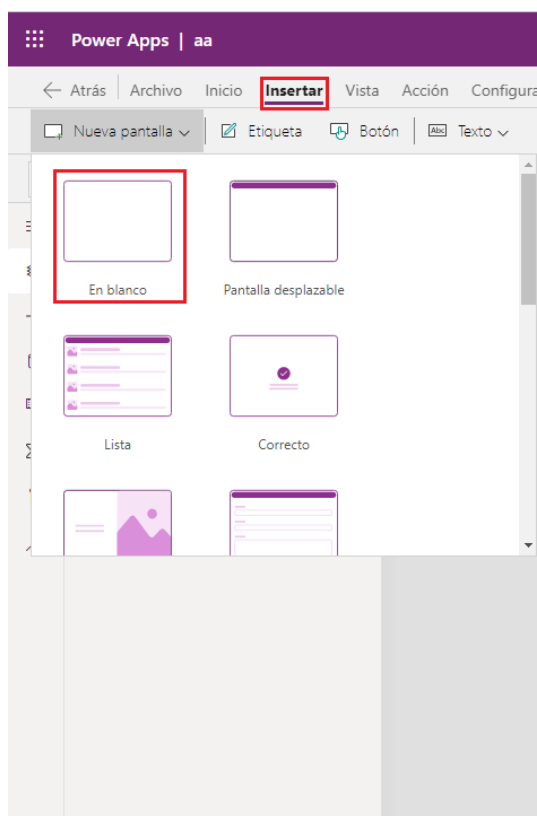 Power Apps | aa
Atrás Archivo Inicio Insertar Vista Acción Configura
Nueva pantalla Etiqueta Botón Abc Texto
En blanco Pantalla desplazable
Lista Correcto